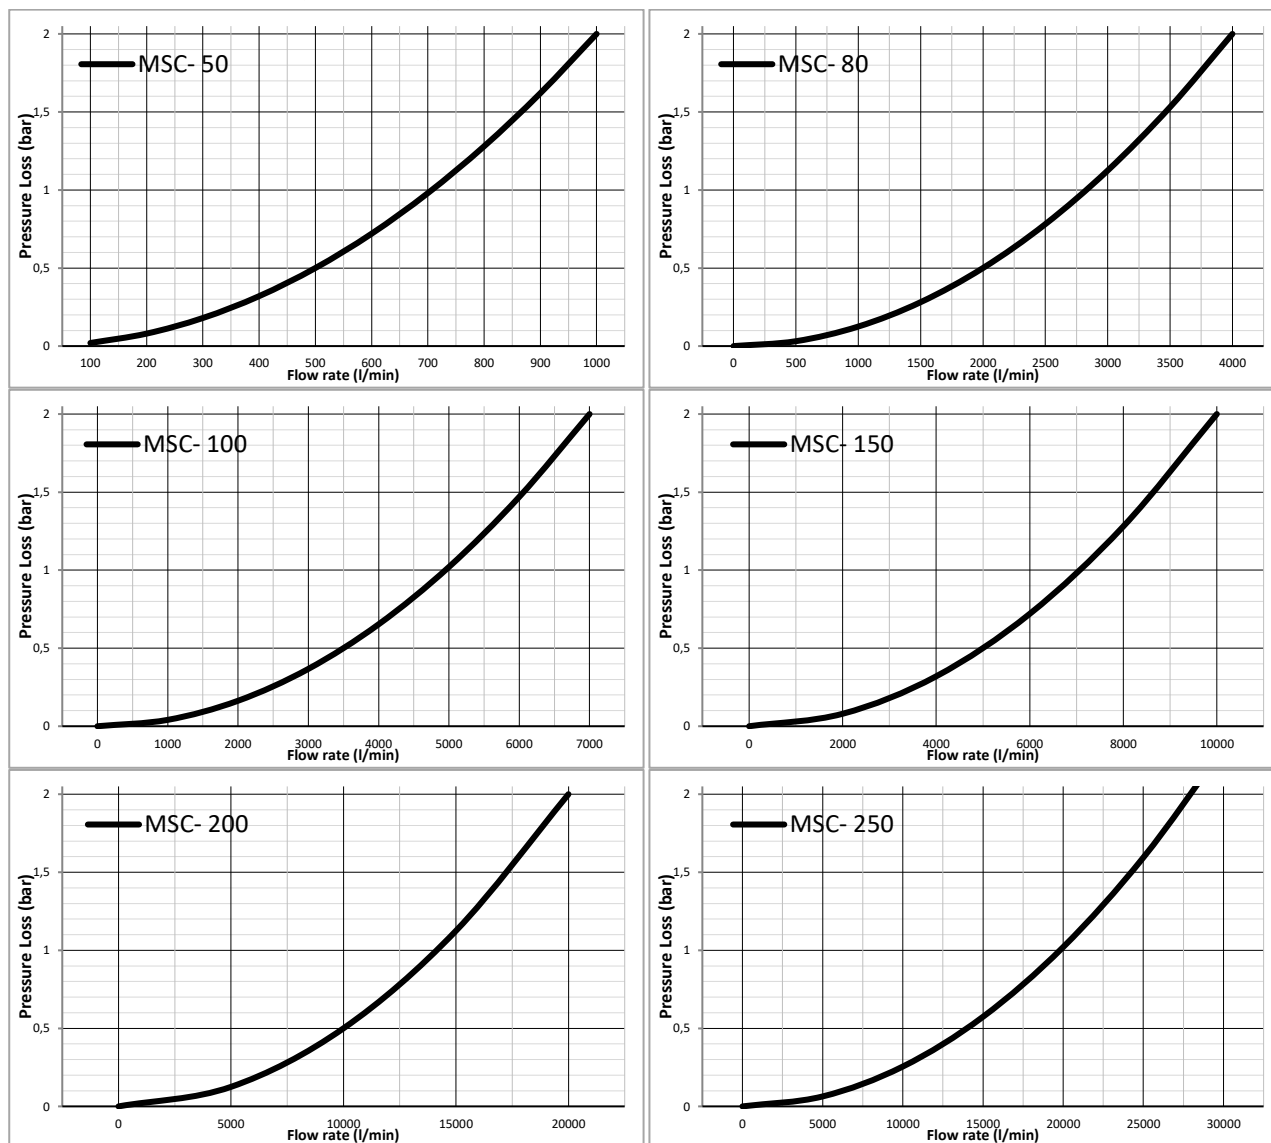 MSC- 50
Pressure Loss (bar)
2
1,5
1
0,5
0
100 200 300 400 500 600 700 800 900 1000
Flow rate (l/min)
MSC- 80
Pressure Loss (bar)
2
1,5
1
0,5
0
0 500 1000 1500 2000 2500 3000 3500 4000
Flow rate (l/min)
MSC- 100
Pressure Loss (bar)
2
1,5
1
0,5
0
0 1000 2000 3000 4000 5000 6000 7000
Flow rate (l/min)
MSC- 150
Pressure Loss (bar)
2
1,5
1
0,5
0
0 2000 4000 6000 8000 10000
Flow rate (l/min)
MSC- 200
Pressure Loss (bar)
2
1,5
1
0,5
0
0 5000 10000 15000 20000
Flow rate (l/min)
MSC- 250
Pressure Loss (bar)
2
1,5
1
0,5
0
0 5000 10000 15000 20000 25000 30000
Flow rate (l/min)